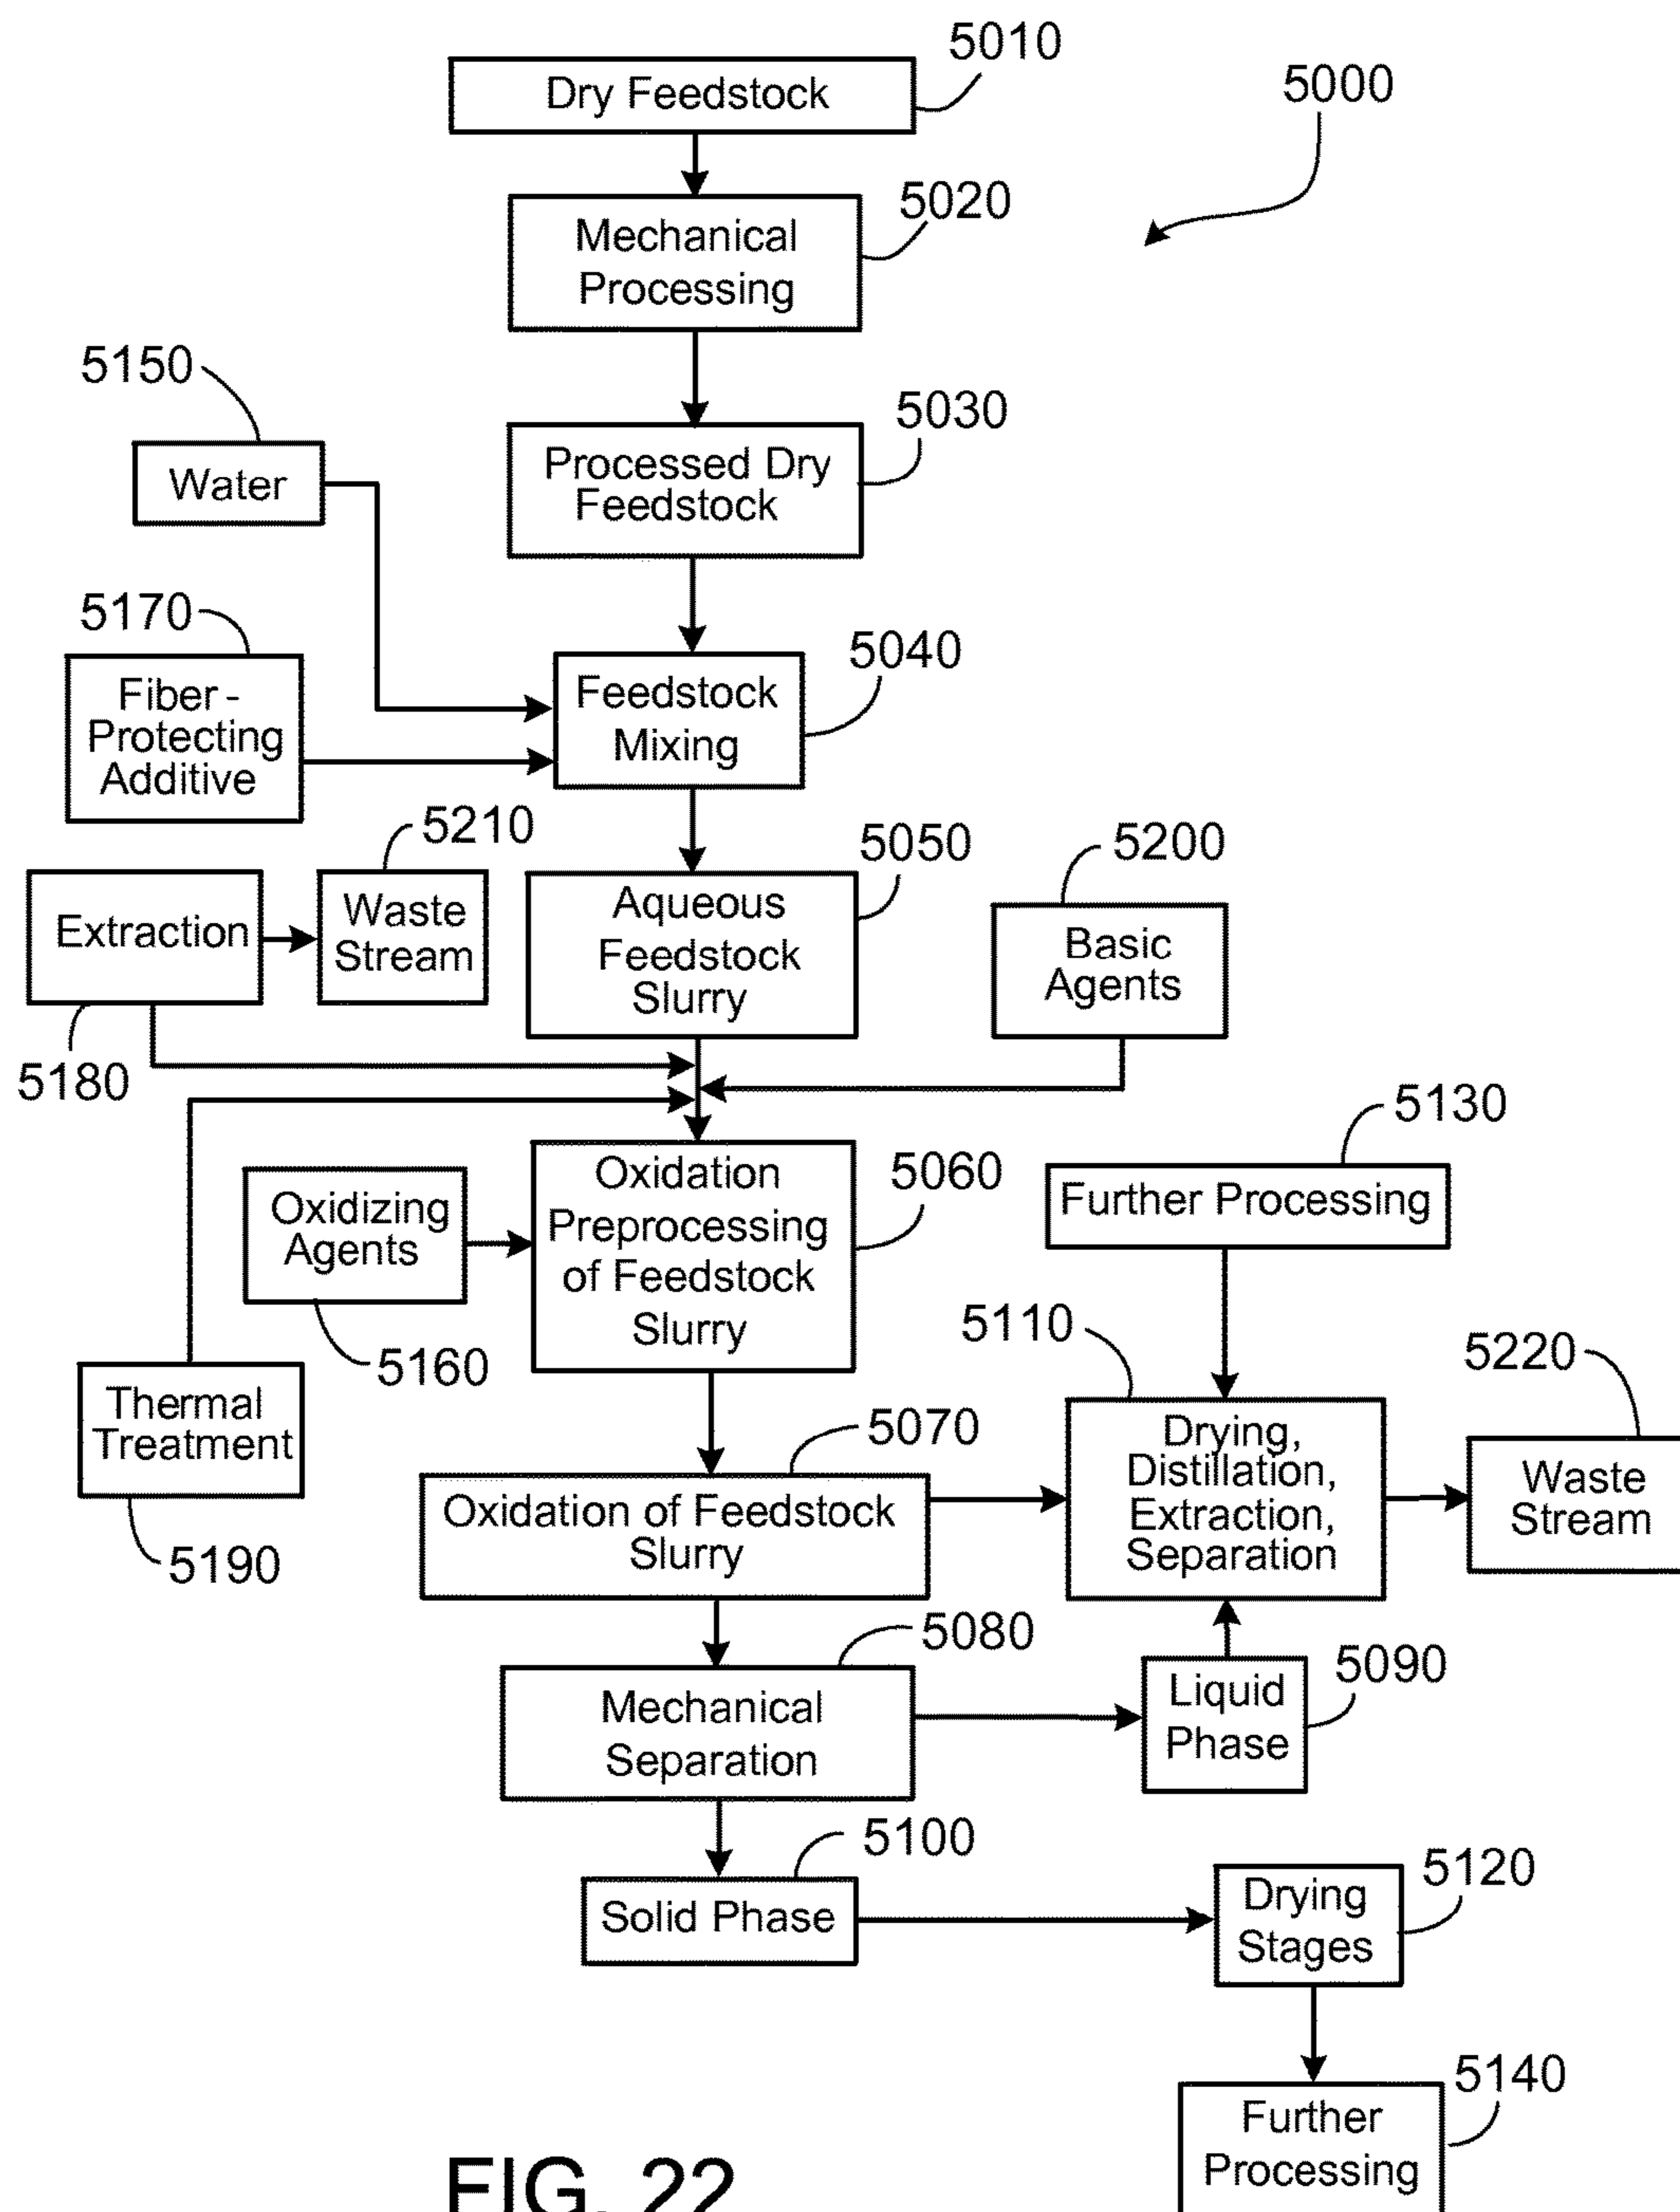 5010
Dry Feedstock
5000
5020
Mechanical
Processing
5150
5030
Water
Processed Dry
Feedstock
5170
5040
Fiber-
Protecting
Additive
Feedstock
Mixing
5210
5050
5200
Extraction
Waste
Stream
Aqueous
Feedstock
Slurry
Basic
Agents
5180
5130
5060
Oxidizing
Agents
Oxidation
Preprocessing
of Feedstock
Slurry
Further Processing
5110
5220
5160
Thermal
Treatment
5070
Drying,
Distillation,
Extraction,
Separation
Waste
Stream
Oxidation of Feedstock
Slurry
5190
5080
5090
Mechanical
Separation
Liquid
Phase
5100
5120
Solid Phase
Drying
Stages
5140
Further
Processing
FIG. 22